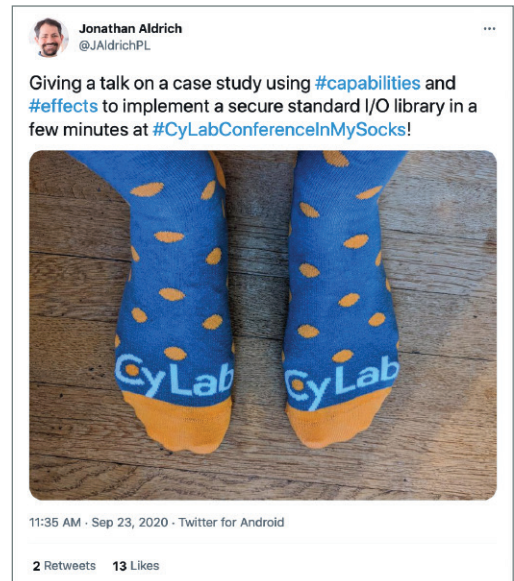 Jonathan Aldrich
@JAldrichPL
Giving a talk on a case study using #capabilities and
#effects to implement a secure standard I/O library in a
few minutes at #CyLabConferenceInMySocks!
CyLab CyLab
11:35 AM · Sep 23, 2020 · Twitter for Android
2 Retweets 13 Likes